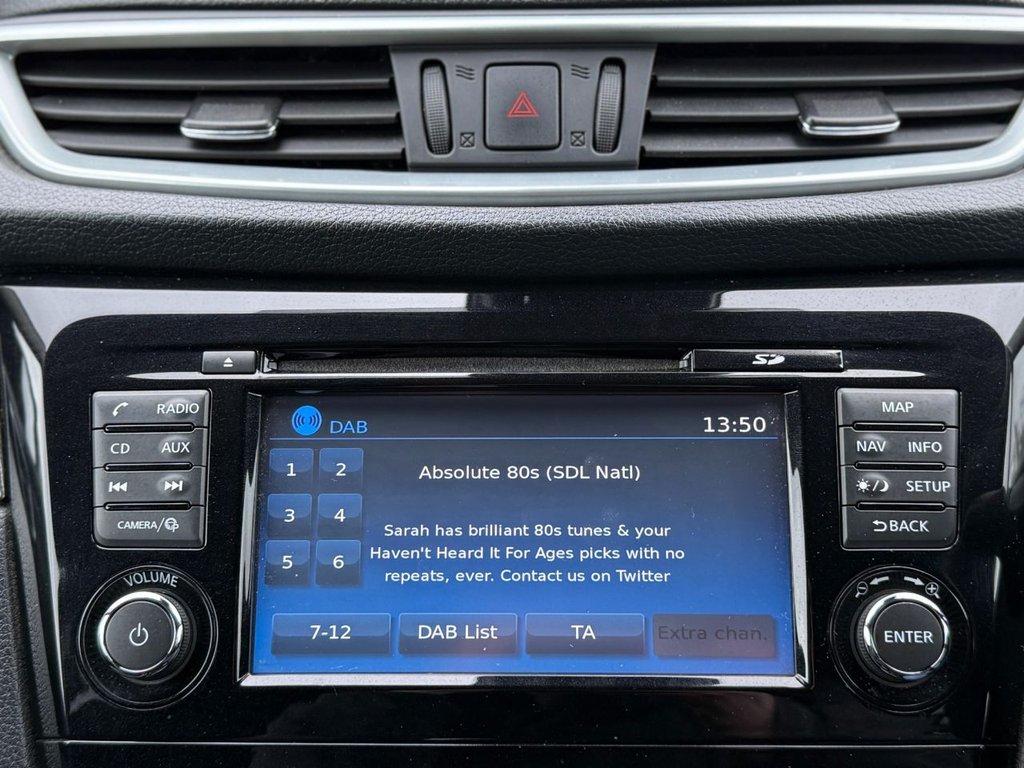 SD
RADIO
CD AUX
CAMERA/
VOLUME
DAB 13:50
1 2
3 4
5 6
Absolute 80s (SDL Natl)
Sarah has brilliant 80s tunes & your
Haven't Heard It For Ages picks with no
repeats, ever. Contact us on Twitter
7-12 DAB List TA Extra chan.
MAP
NAV INFO
SETUP
BACK
ENTER